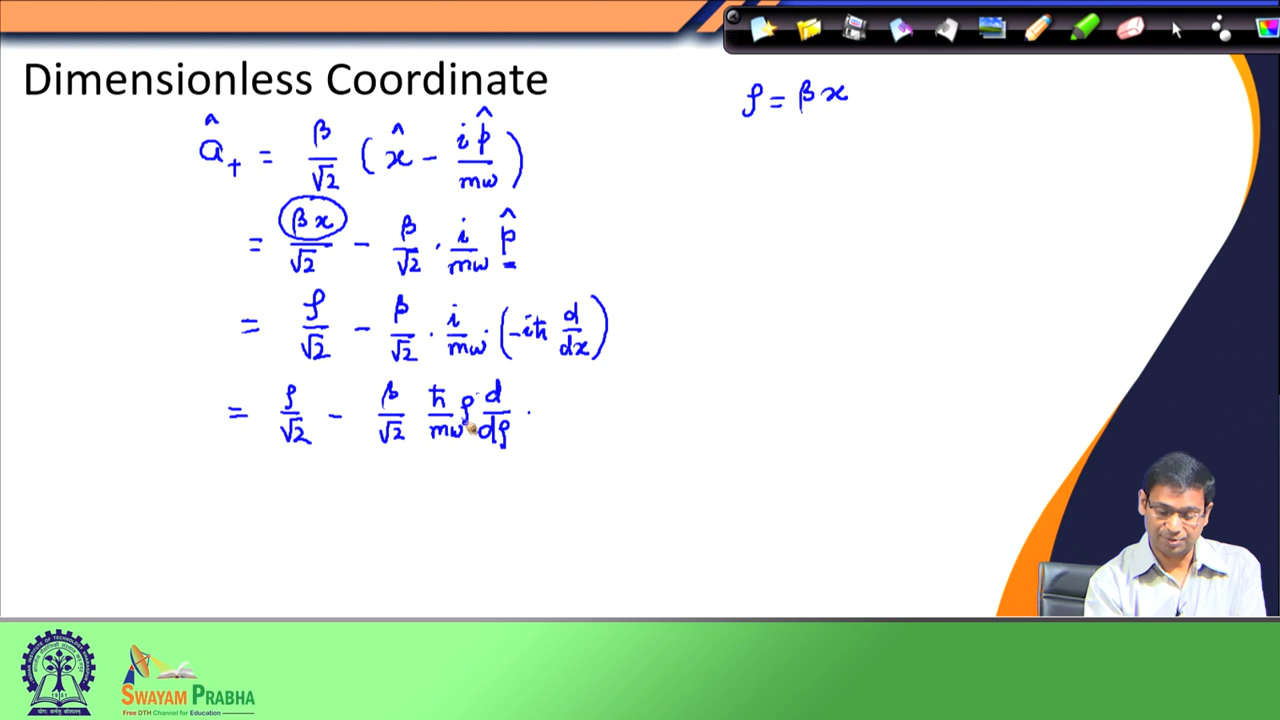 Dimensionless Coordinate
ρ = βx
â₊ = β/√2 ( x̂ − i p̂/mω )
= βx/√2 − β/√2 · i/mω p̂
= ρ/√2 − β/√2 · i/mω · (−iħ d/dx)
= ρ/√2 − β/√2 ħ/mω ρ d/dρ .
SWAYAM PRABHA
Free DTH Channel for Education